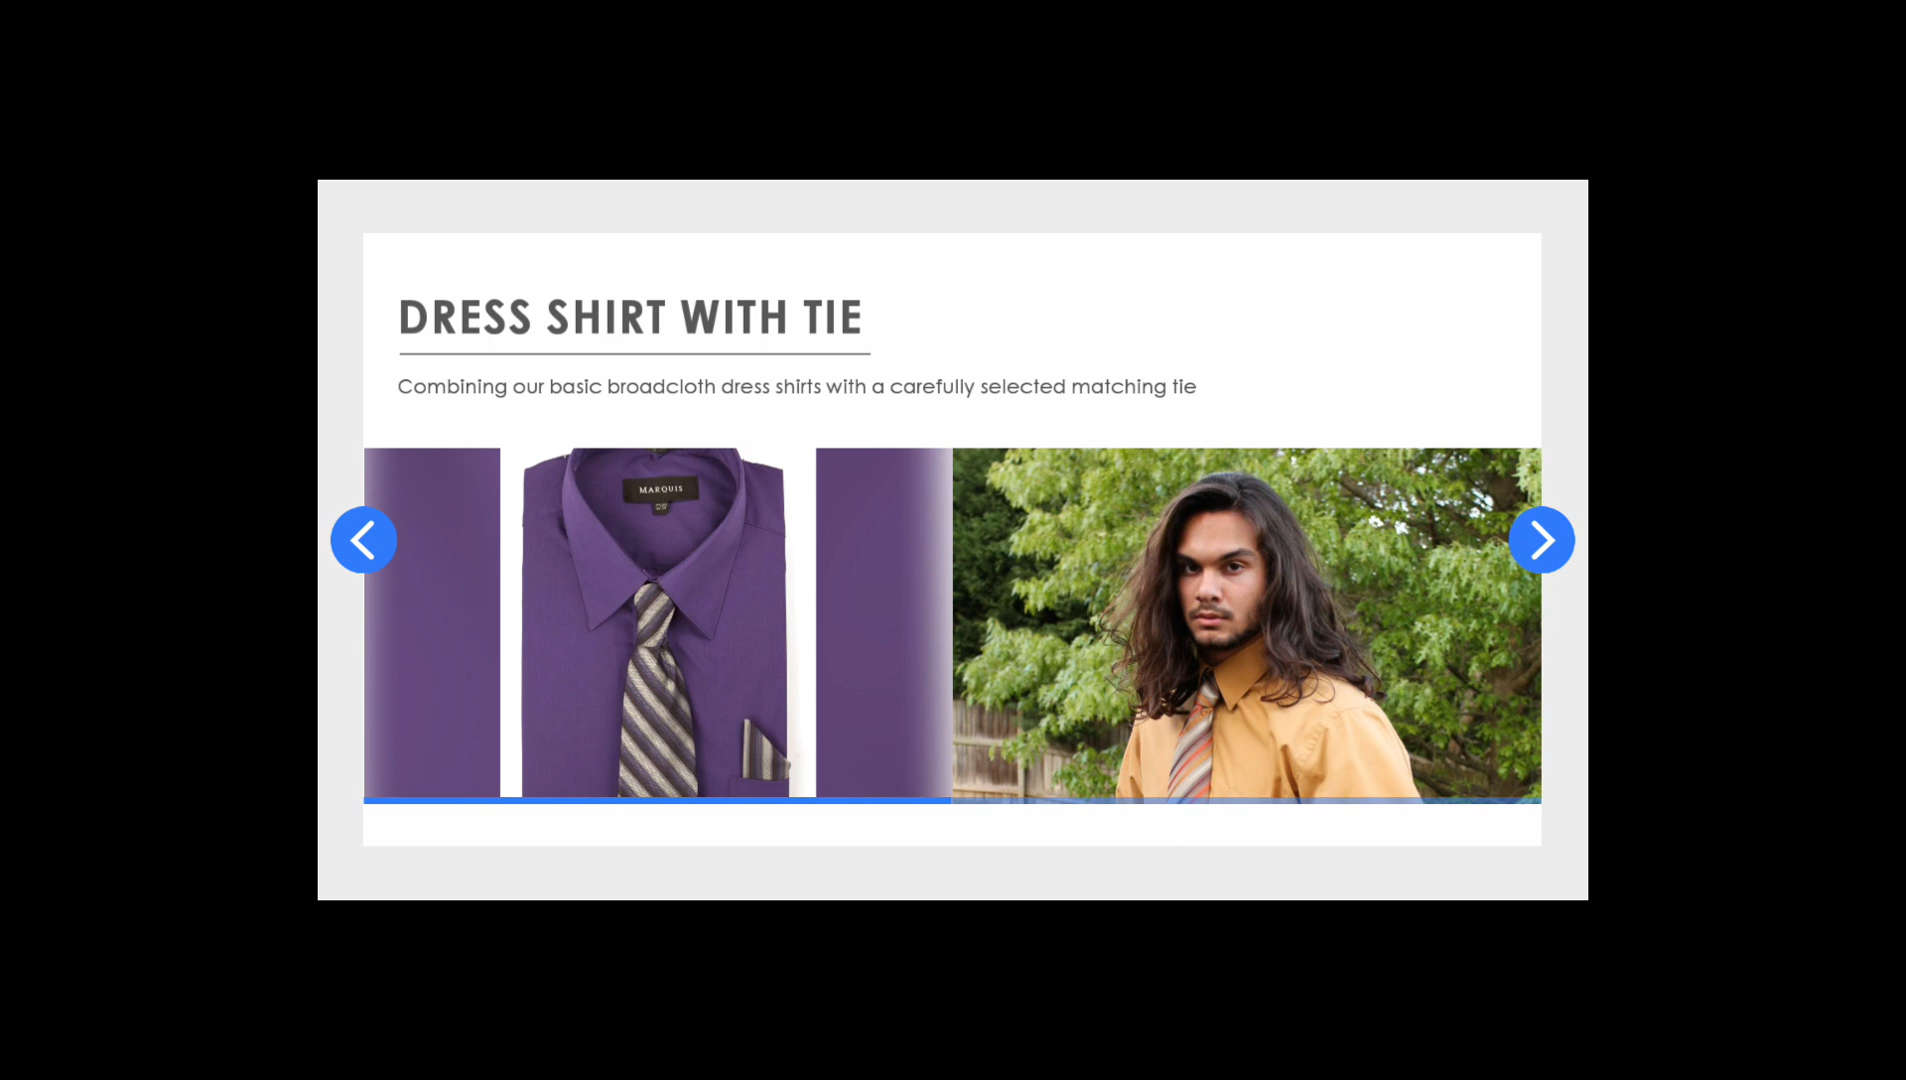 DRESS SHIRT WITH TIE
Combining our basic broadcloth dress shirts with a carefully selected matching tie
MARQUIS